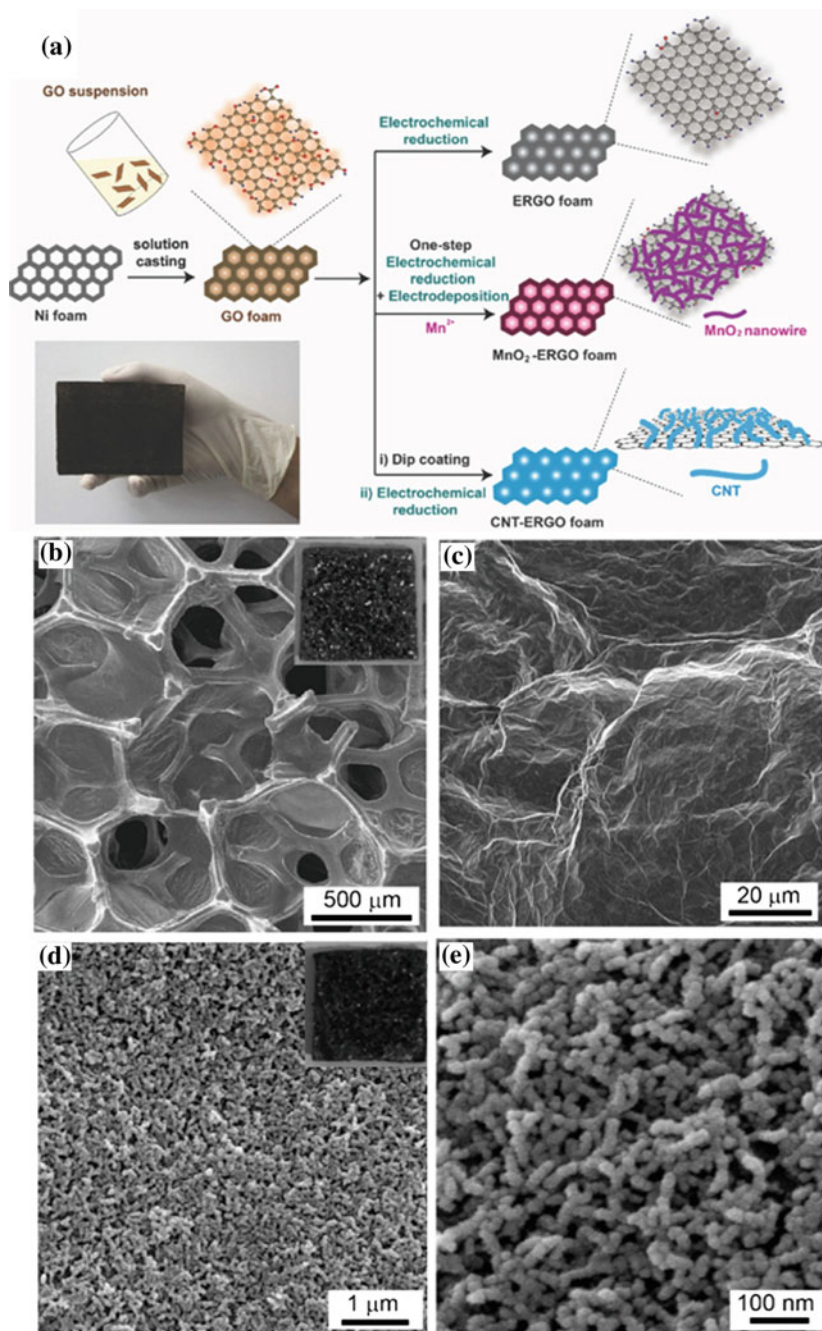 (a)
GO suspension
Electrochemical
reduction
ERGO foam
solution
casting
Ni foam
GO foam
One-step
Electrochemical
reduction
+ Electrodeposition
Mn²⁺
MnO₂-ERGO foam
MnO₂ nanowire
i) Dip coating
ii) Electrochemical
reduction
CNT-ERGO foam
CNT
(b)
500 μm
(c)
20 μm
(d)
1 μm
(e)
100 nm